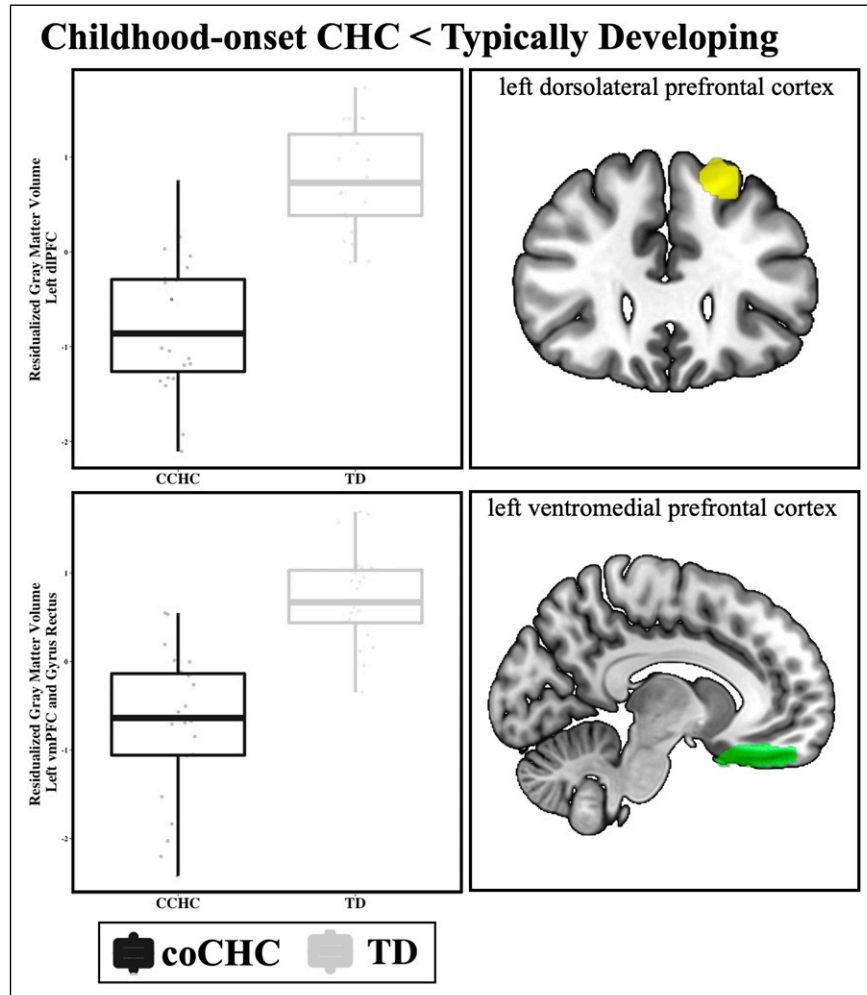 Childhood-onset CHC < Typically Developing
Residualized Gray Matter Volume
Left dlPFC
1
0
-1
-2
CCHC TD
left dorsolateral prefrontal cortex
Residualized Gray Matter Volume
Left vmPFC and Gyrus Rectus
1
0
-1
-2
CCHC TD
left ventromedial prefrontal cortex
coCHC TD